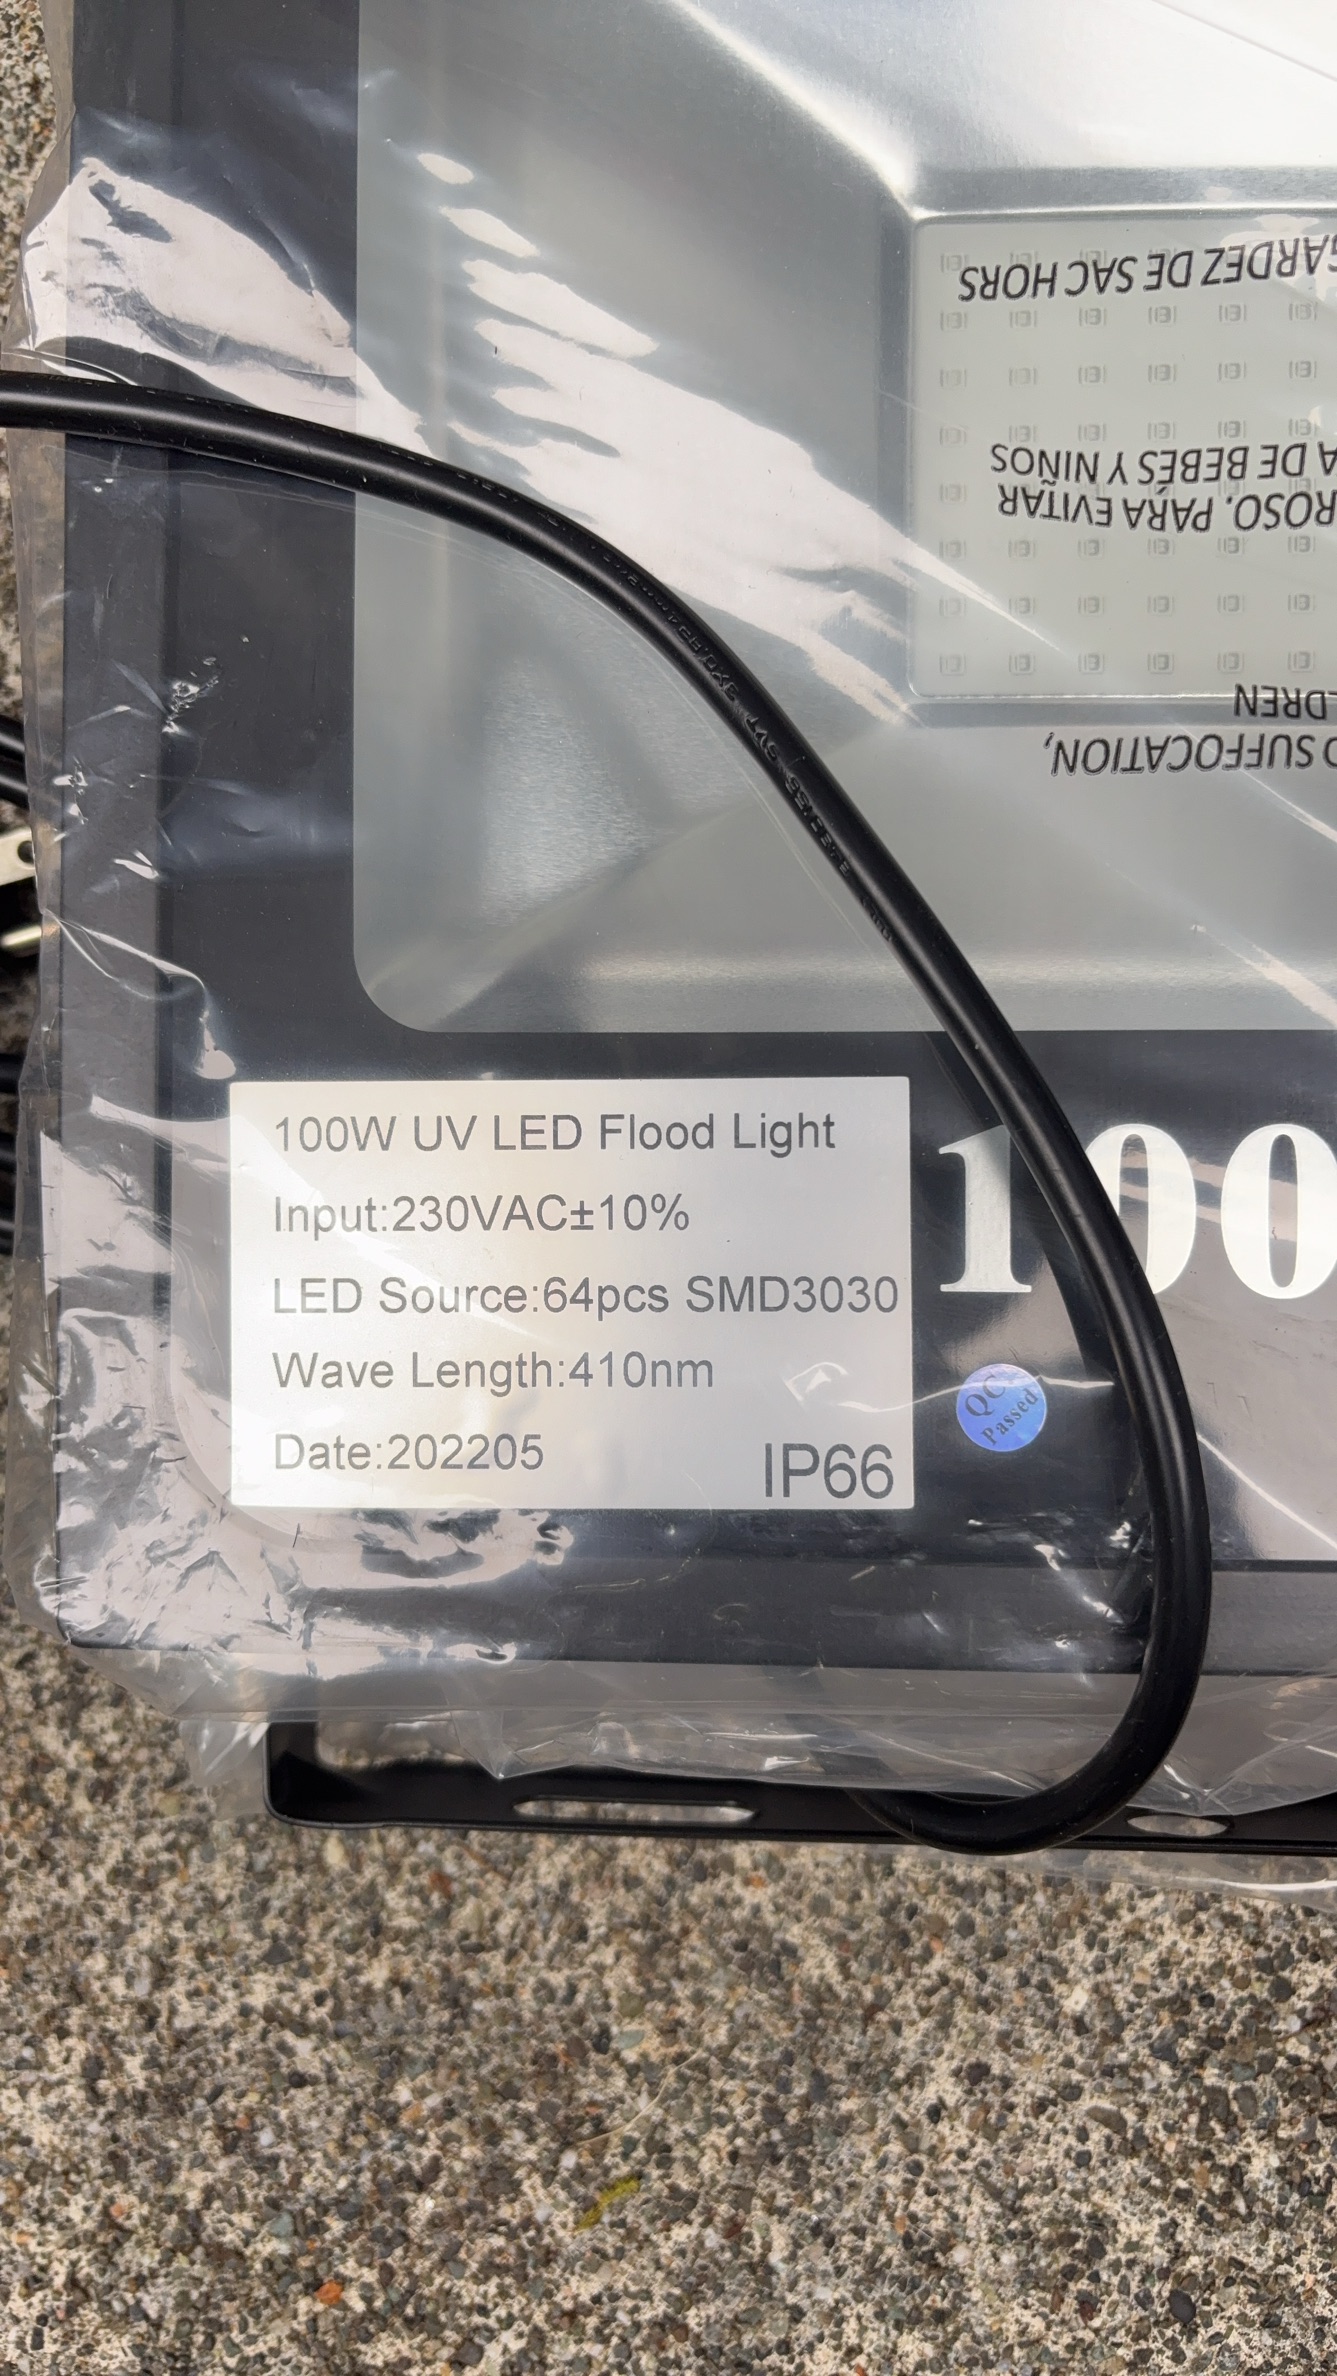 GARDEZ DE SAC HORS
A DE BEBÉS Y NIÑOS
ROSO. PARA EVITAR
LDREN
SUFFOCATION,
100W UV LED Flood Light
Input:230VAC±10%
LED Source:64pcs SMD3030
Wave Length:410nm
Date:202205
IP66
100
QC
Passed